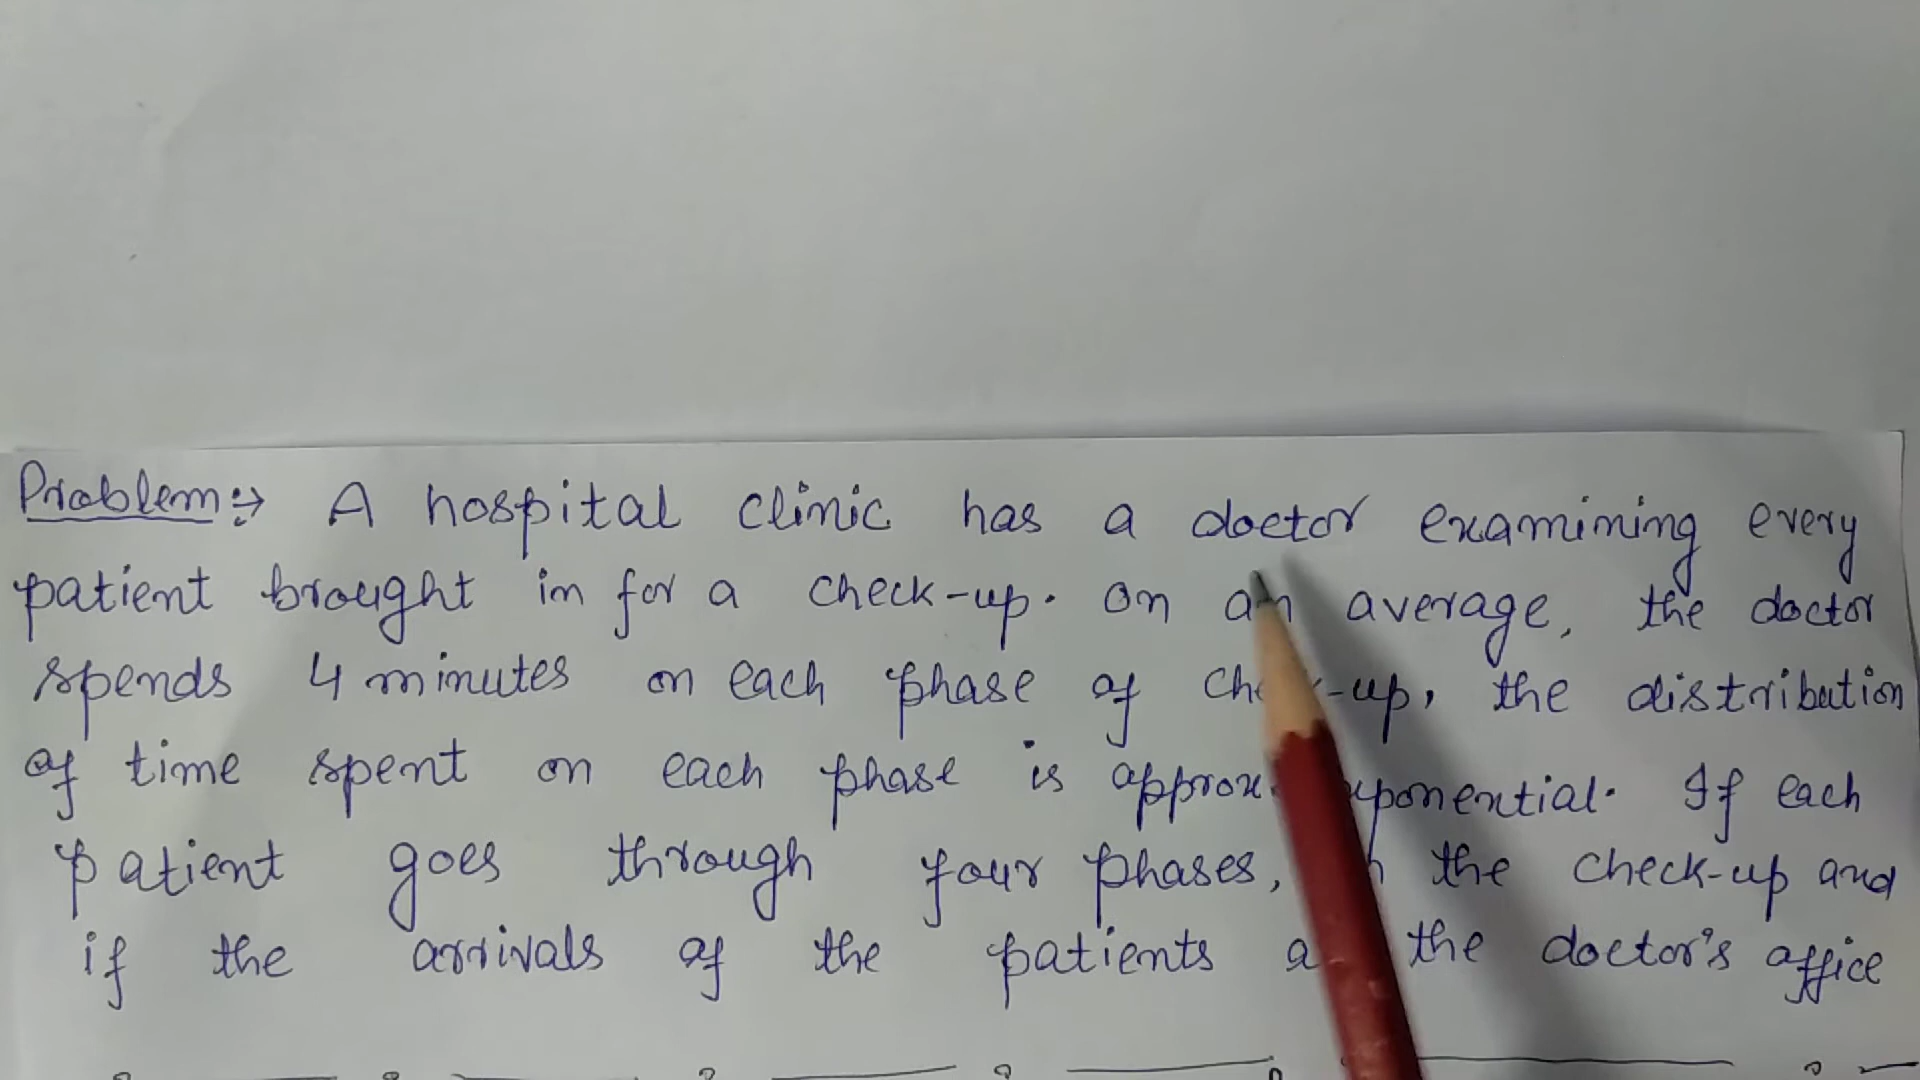 Problem:→ A hospital clinic has a doctor examining every
patient brought in for a check-up. On an average, the doctor
spends 4 minutes on each phase of check-up, the distribution
of time spent on each phase is approx exponential. If each
patient goes through four phases, the check-up and
if the arrivals of the patients the doctor's office